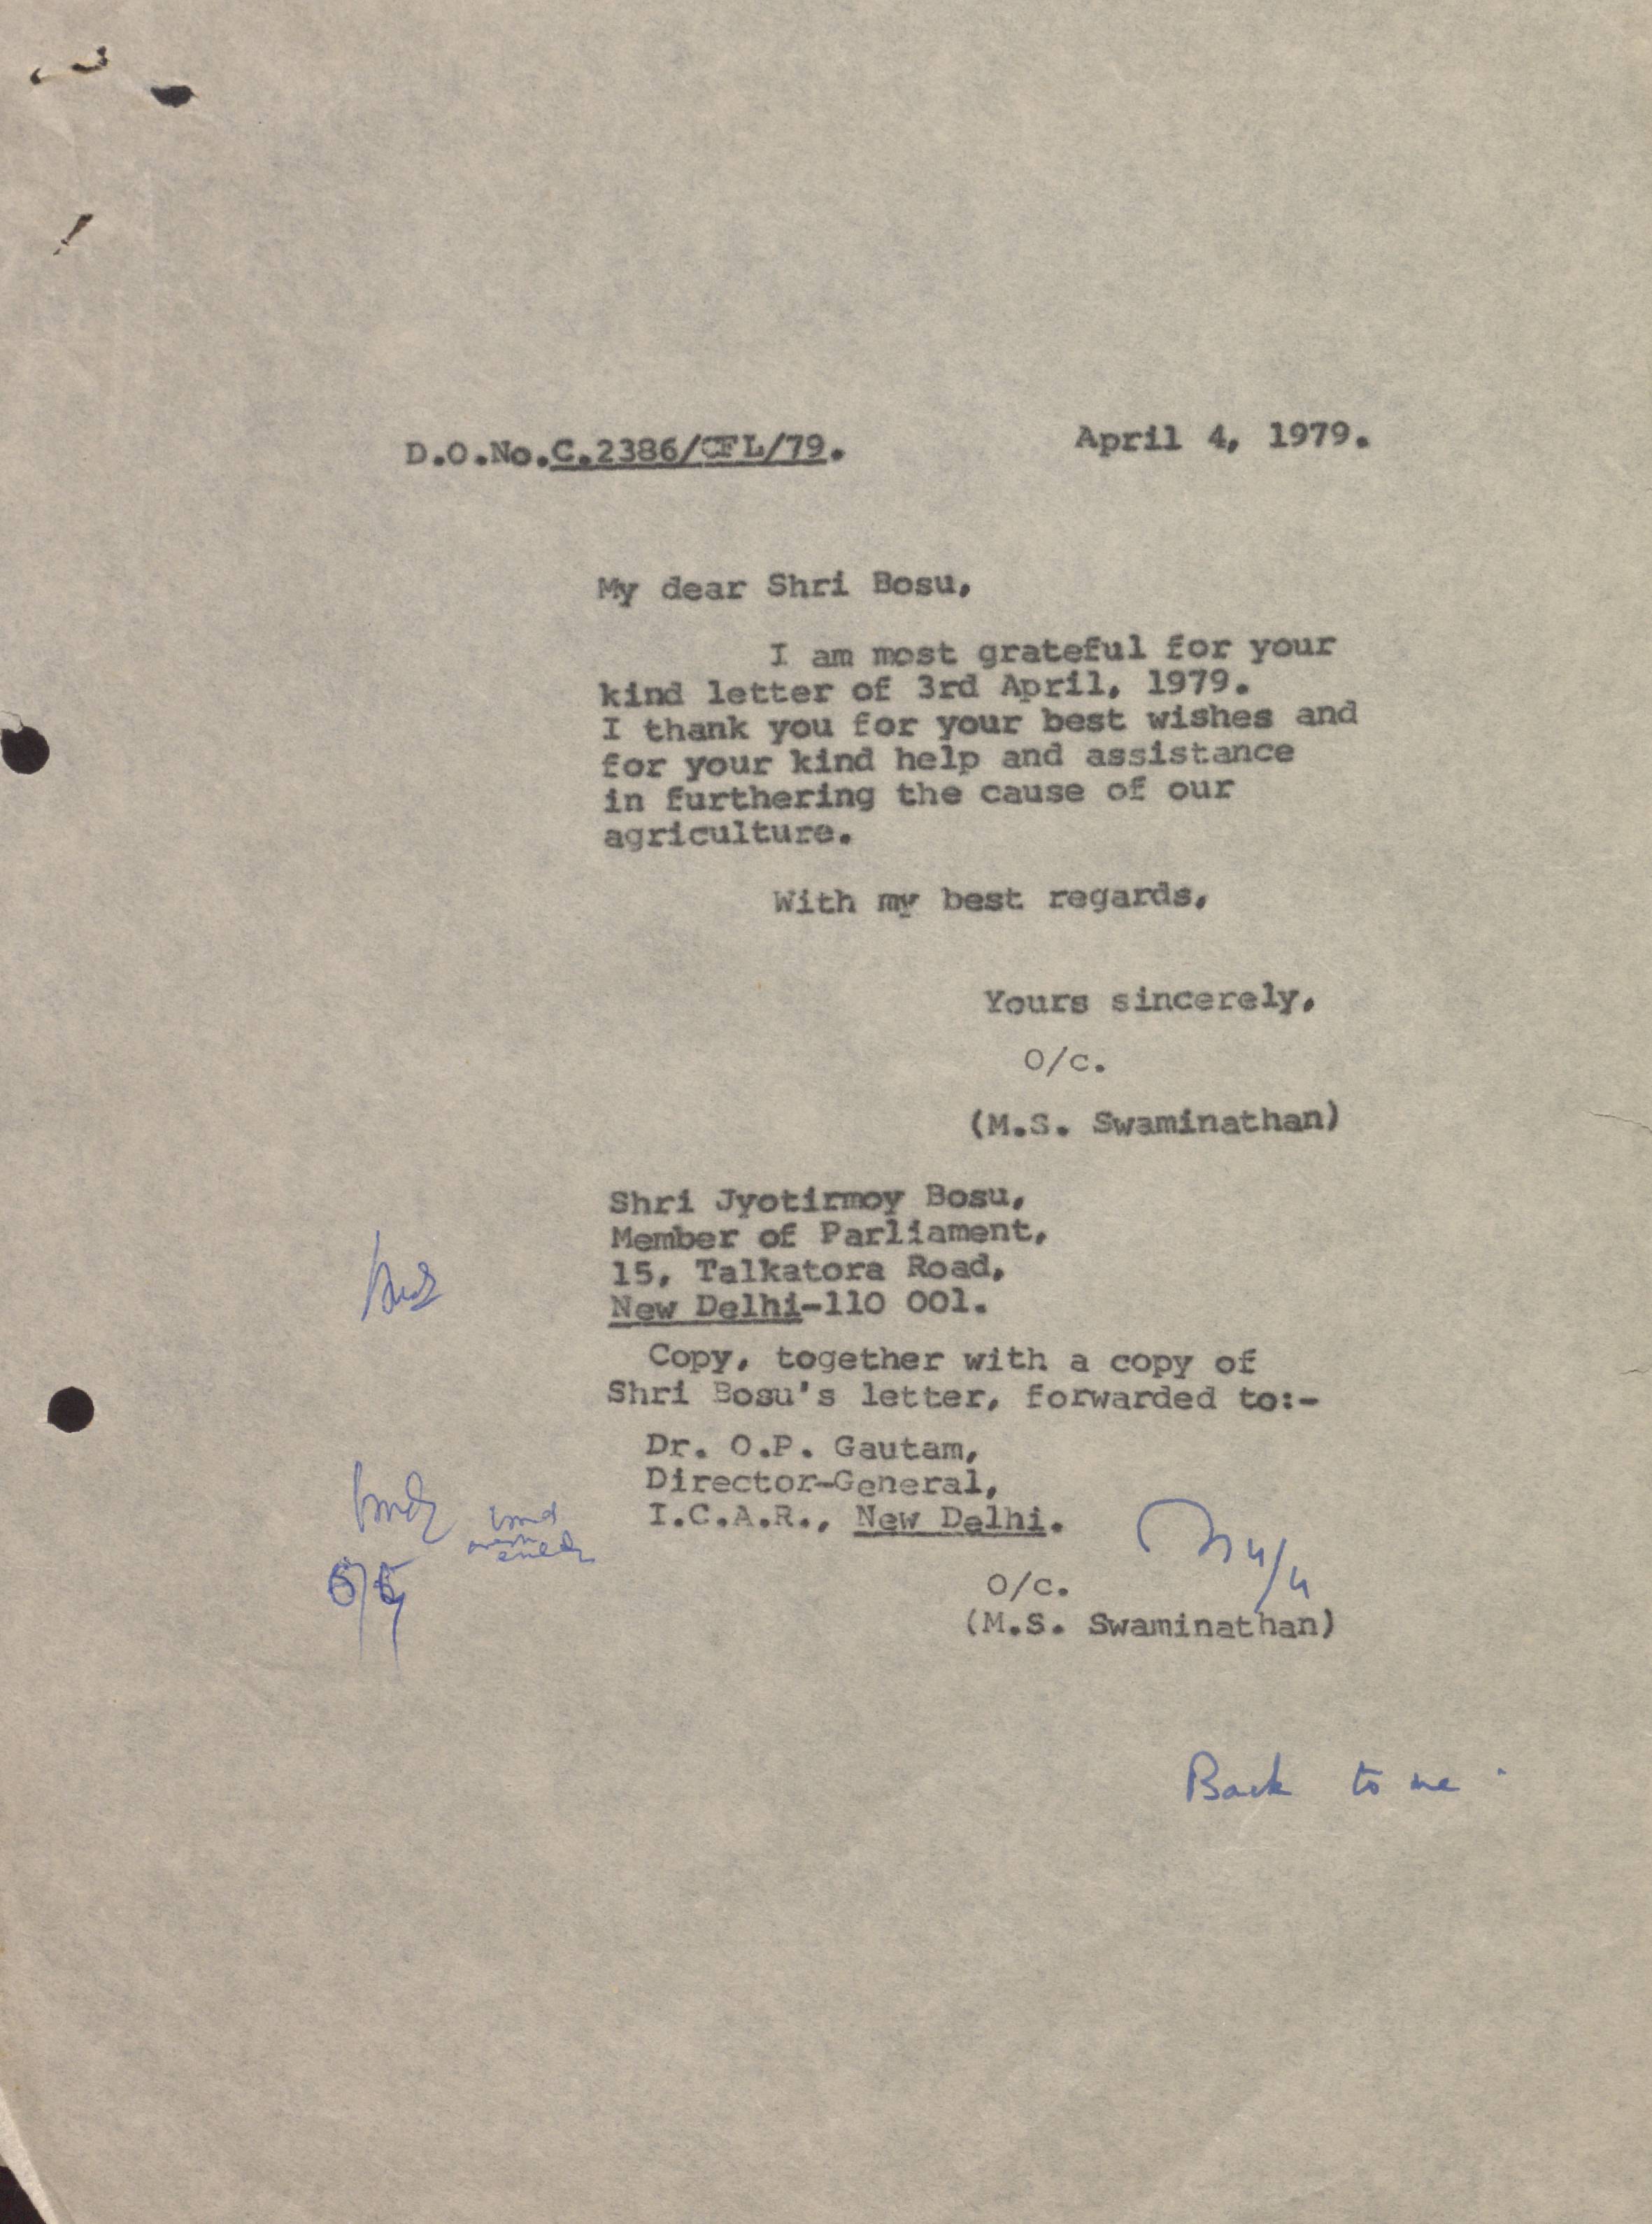 D.O.No.C.2386/CFL/79. April 4, 1979.
My dear Shri Bosu,
I am most grateful for your
kind letter of 3rd April, 1979.
I thank you for your best wishes and
for your kind help and assistance
in furthering the cause of our
agriculture.
With my best regards,
Yours sincerely,
O/c.
(M.S. Swaminathan)
Shri Jyotirmoy Bosu,
Member of Parliament,
15, Talkatora Road,
New Delhi-110 001.
Copy, together with a copy of
Shri Bosu's letter, forwarded to:-
Dr. O.P. Gautam,
Director-General,
I.C.A.R., New Delhi.
4/4
O/c.
(M.S. Swaminathan)
Back to me.